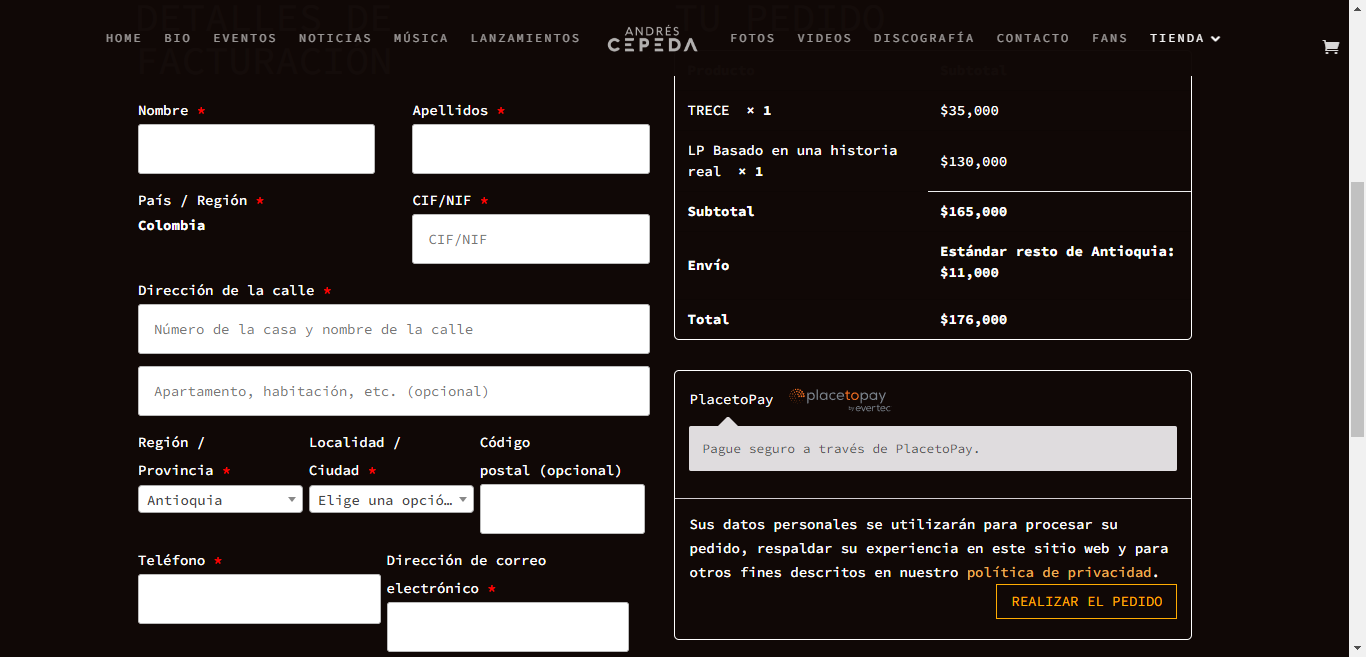 DETALLES DE
FACTURACIÓN
TU PEDIDO
HOME BIO EVENTOS NOTICIAS MÚSICA LANZAMIENTOS
ANDRÉS
CEPEDA
FOTOS VIDEOS DISCOGRAFÍA CONTACTO FANS TIENDA
Nombre *
Apellidos *
País / Región *
Colombia
CIF/NIF *
CIF/NIF
Dirección de la calle *
Número de la casa y nombre de la calle
Apartamento, habitación, etc. (opcional)
Región /
Provincia *
Antioquia
Localidad /
Ciudad *
Elige una opció…
Código
postal (opcional)
Teléfono *
Dirección de correo
electrónico *
Producto Subtotal
TRECE × 1 $35,000
LP Basado en una historia
real × 1
$130,000
Subtotal $165,000
Envío
Estándar resto de Antioquia:
$11,000
Total $176,000
PlacetoPay
placetopay
by evertec
Pague seguro a través de PlacetoPay.
Sus datos personales se utilizarán para procesar su
pedido, respaldar su experiencia en este sitio web y para
otros fines descritos en nuestro política de privacidad.
REALIZAR EL PEDIDO